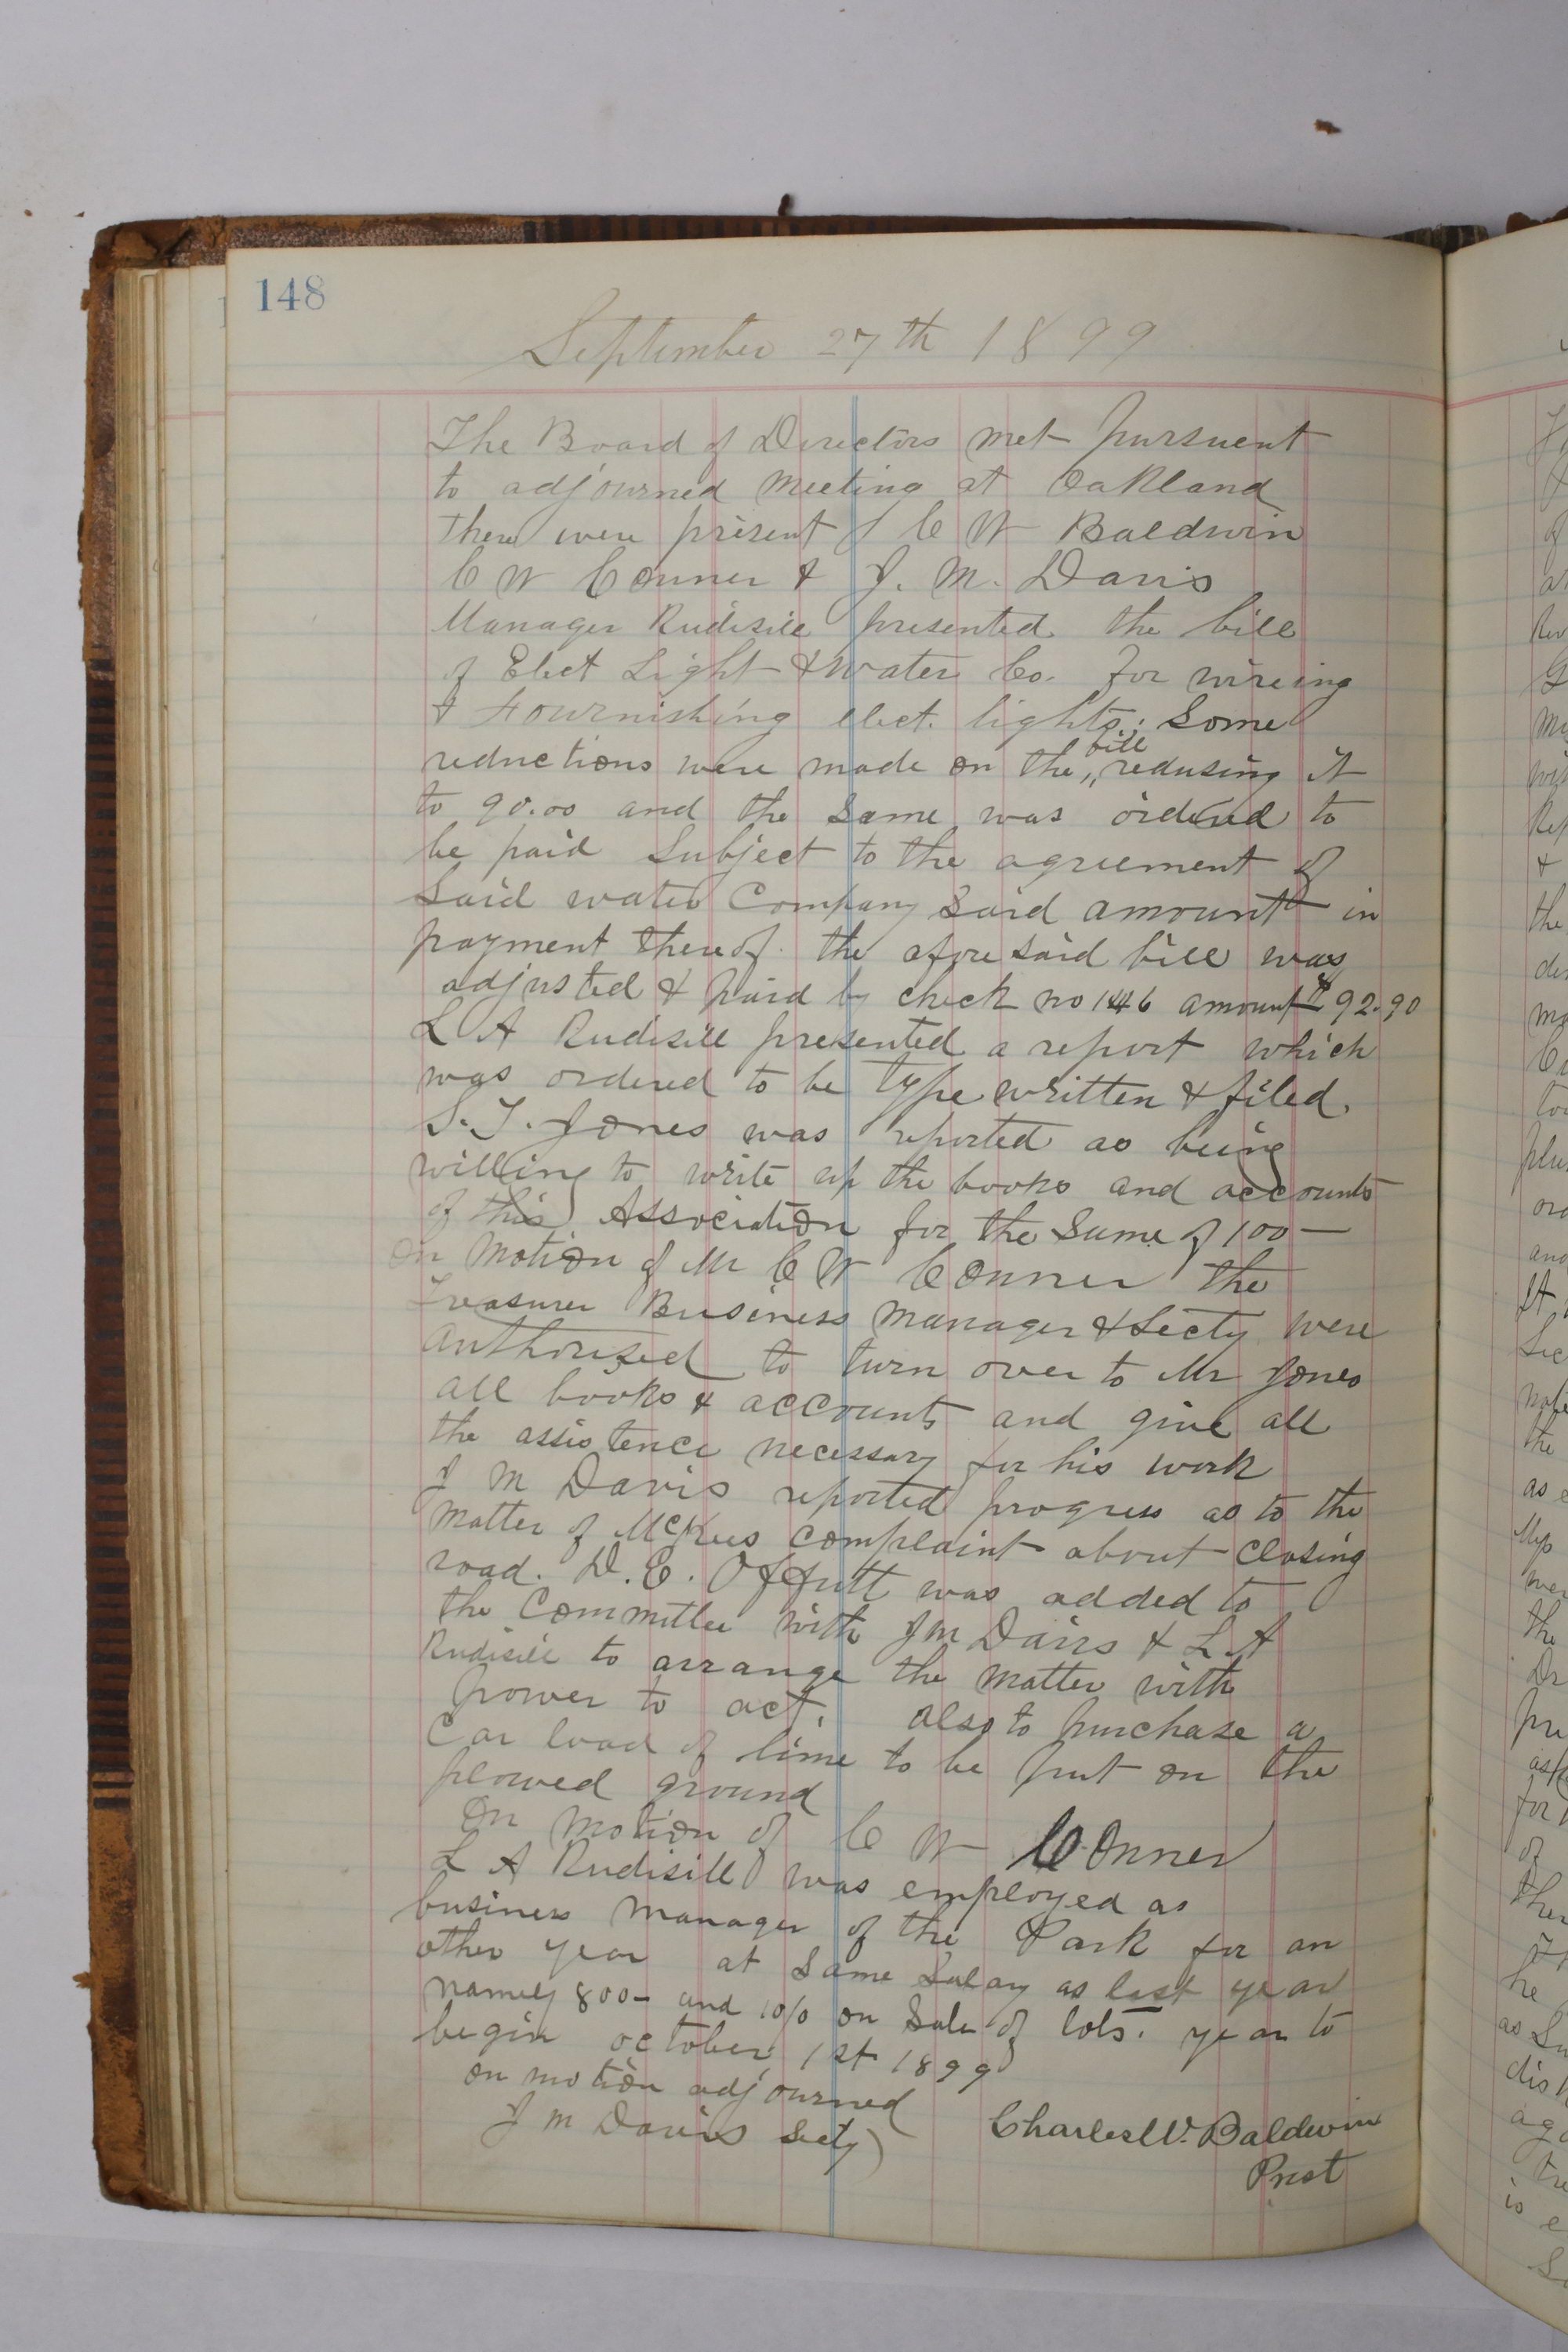 148
September 27th 1899
The Board of Directors met pursuent
to adjourned meeting at Oakland
there were present C W Baldwin
C W Conner & J. M. Davis
Manager Rudisill presented the bill
of Elect Light & Water Co. for wireing
& fournishing elect. lights; Some
reductions were made on the bill redusing it
to 90.00 and the same was ordered to
be paid Subject to the agreement of
Said water Company Said amount in
payment thereof. the afore said bill was
adjusted & paid by check no 1446 amount $92.90
L A Rudisill presented a report which
was ordered to be type written & filed.
S. T. Jones was reported as being
willing to write up the books and accounts
of this Association for the Sume of 100—
on Motion of Mr C W Conner the
Treasurer Business Manager & Secty were
authorized to turn over to Mr Jones
all books & accounts and give all
the assistence necessary for his work
J M Davis reported progress as to the
matter of McKees complaint about closing
road. D. E. Offutt was added to
the Committee with J M Davis & L. A
Rudisill to arrange the matter with
power to act. also to purchase a
Car load of lime to be put on the
plowed ground
On motion of C W Conner
L A Rudisill was employed as
business manager of the Park for an
other year at Same Salary as last year
namely 800- and 10% on Sale of lots. year to
begin october 1st 1899
on motion adjourned
J M Davis Secty
Charles W. Baldwin
Prest